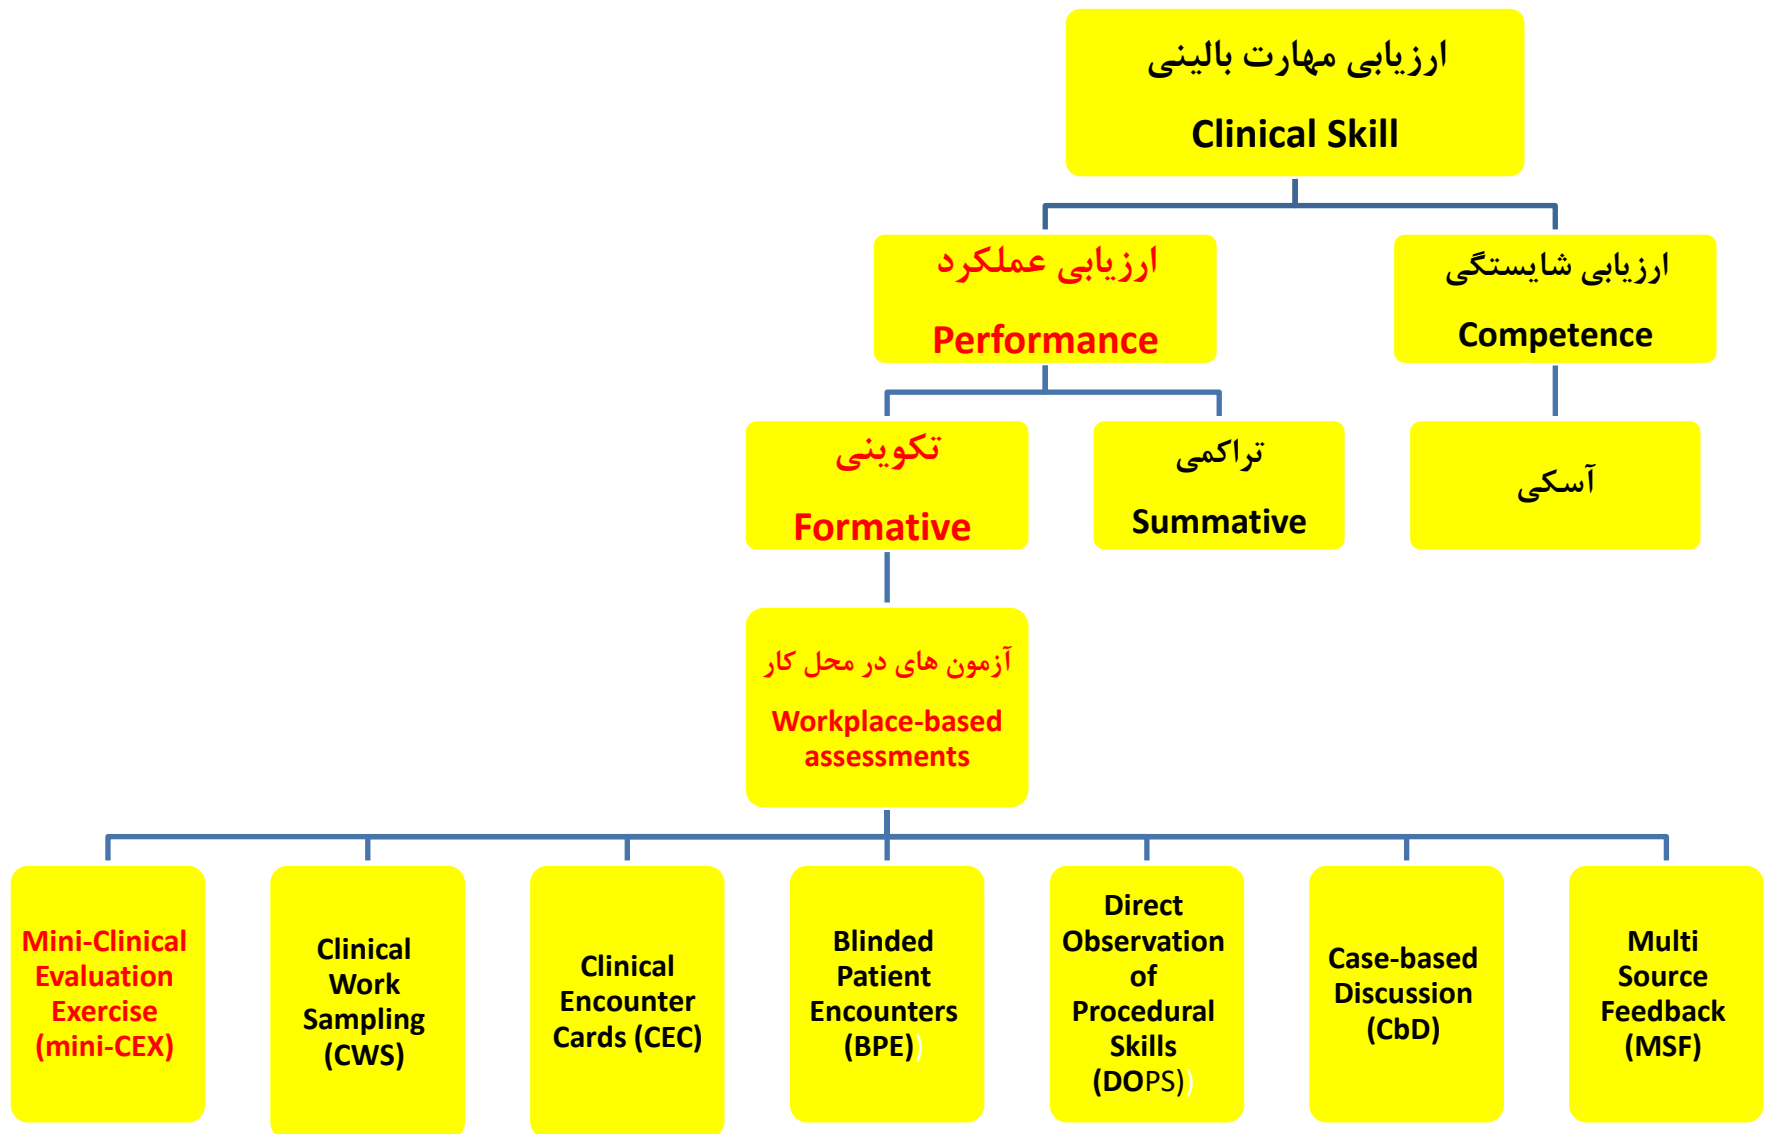 ارزیابی مهارت بالینی
Clinical Skill
ارزیابی عملکرد
Performance
ارزیابی شایستگی
Competence
تکوینی
Formative
تراکمی
Summative
آسکی
آزمون های در محل کار
Workplace-based
assessments
Mini-Clinical
Evaluation
Exercise
(mini-CEX)
Clinical
Work
Sampling
(CWS)
Clinical
Encounter
Cards (CEC)
Blinded
Patient
Encounters
(BPE))
Direct
Observation
of
Procedural
Skills
(DOPS))
Case-based
Discussion
(CbD)
Multi
Source
Feedback
(MSF)